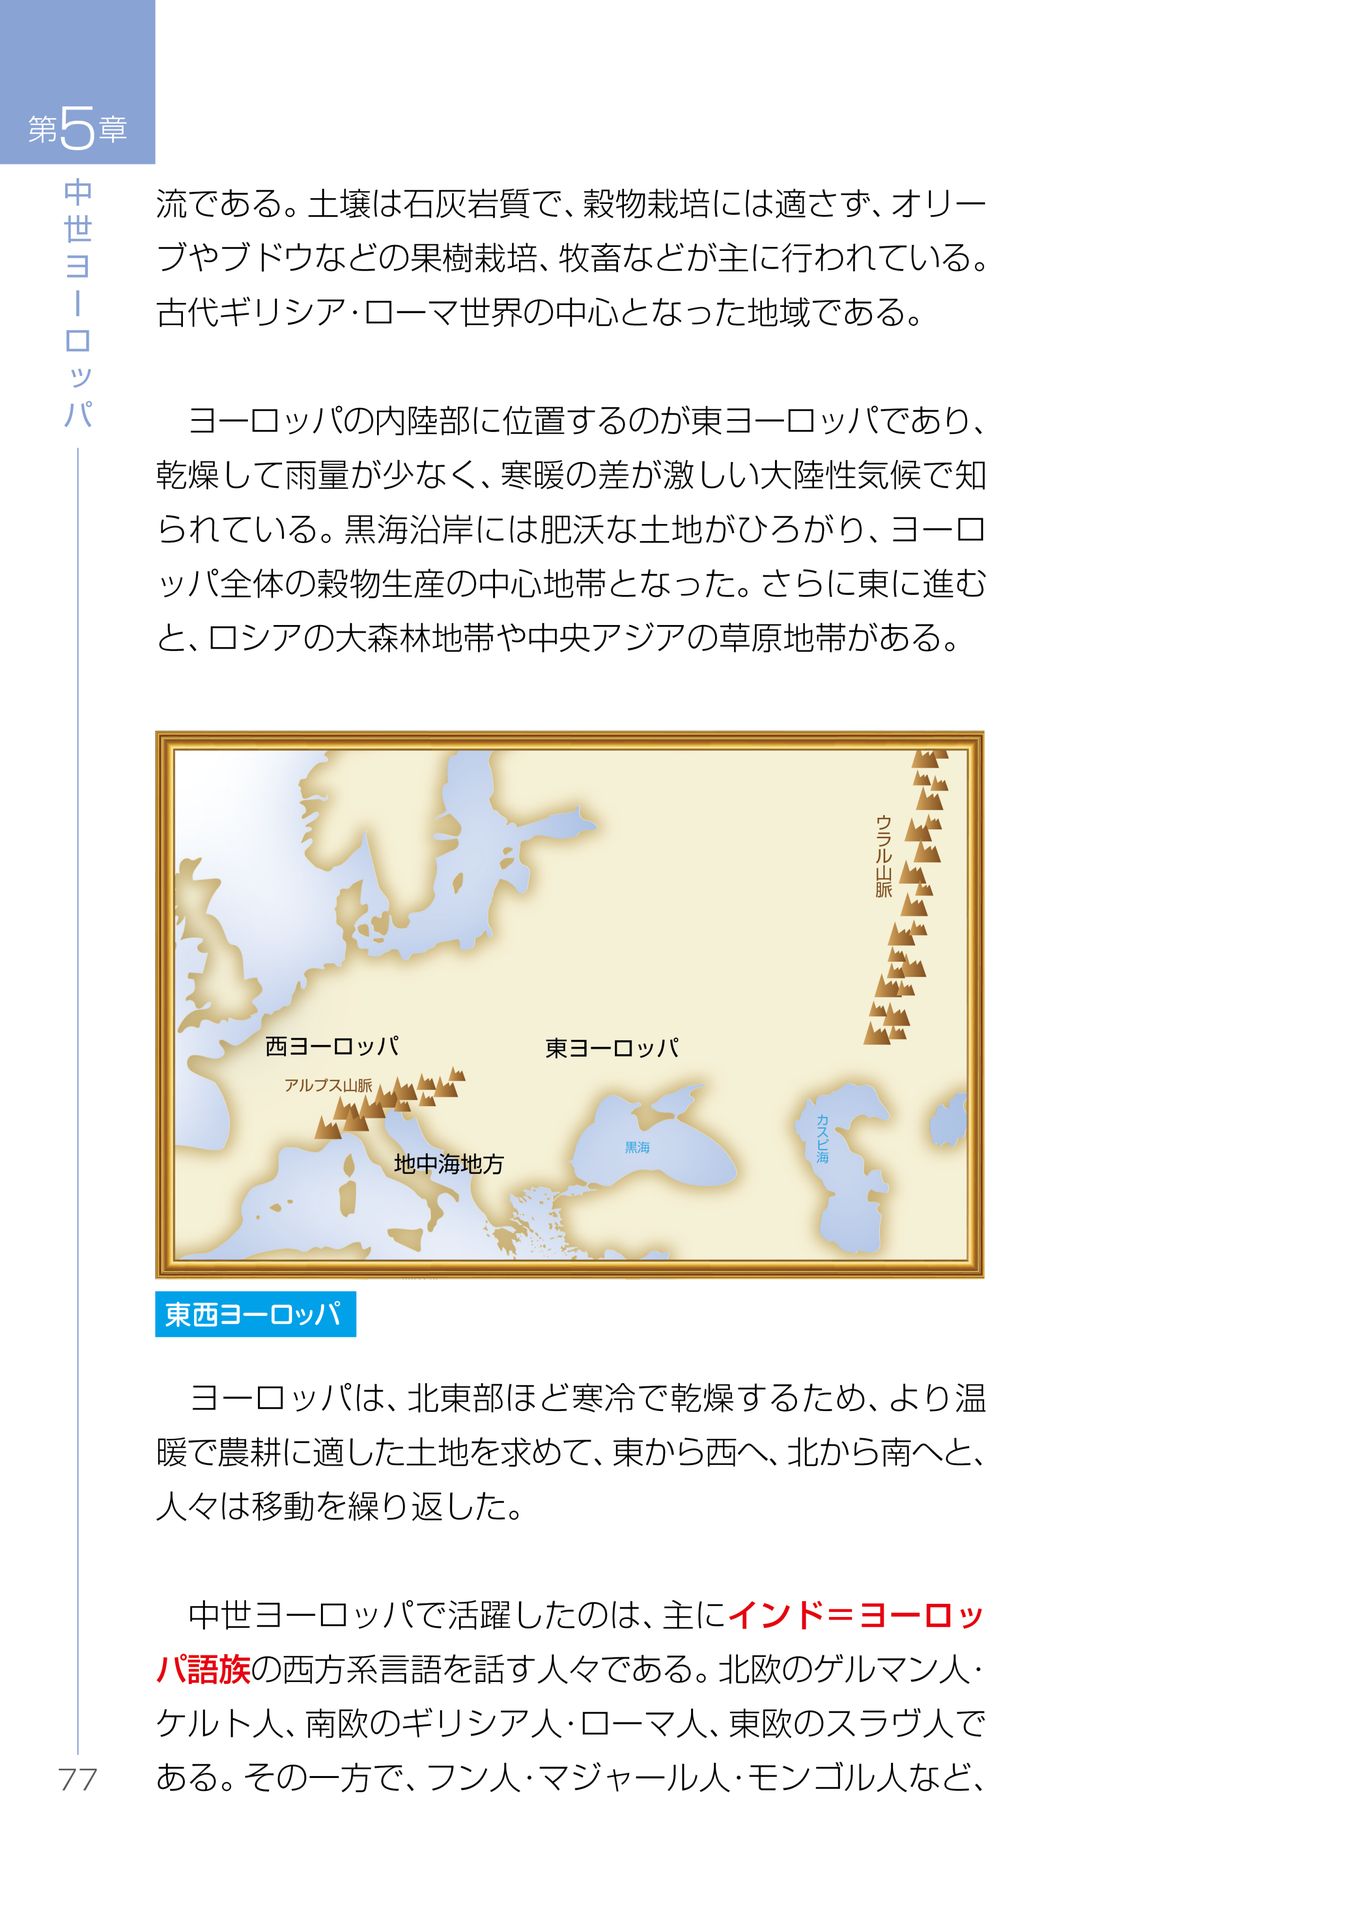 第5章
中世ヨーロッパ
流である。土壌は石灰岩質で、穀物栽培には適さず、オリー
ブやブドウなどの果樹栽培、牧畜などが主に行われている。
古代ギリシア・ローマ世界の中心となった地域である。
ヨーロッパの内陸部に位置するのが東ヨーロッパであり、
乾燥して雨量が少なく、寒暖の差が激しい大陸性気候で知
られている。黒海沿岸には肥沃な土地がひろがり、ヨーロ
ッパ全体の穀物生産の中心地帯となった。さらに東に進む
と、ロシアの大森林地帯や中央アジアの草原地帯がある。
ウラル山脈
西ヨーロッパ
東ヨーロッパ
アルプス山脈
カスピ海
黒海
地中海地方
東西ヨーロッパ
ヨーロッパは、北東部ほど寒冷で乾燥するため、より温
暖で農耕に適した土地を求めて、東から西へ、北から南へと、
人々は移動を繰り返した。
中世ヨーロッパで活躍したのは、主にインド＝ヨーロッ
パ語族の西方系言語を話す人々である。北欧のゲルマン人・
ケルト人、南欧のギリシア人・ローマ人、東欧のスラヴ人で
ある。その一方で、フン人・マジャール人・モンゴル人など、
77